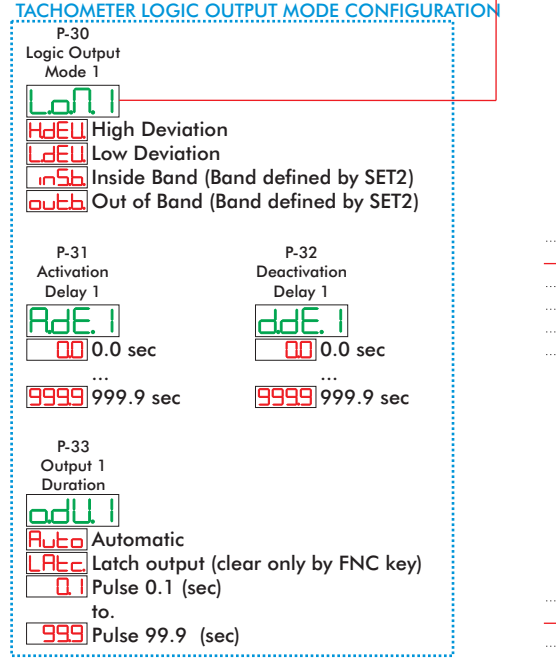 TACHOMETER LOGIC OUTPUT MODE CONFIGURATION
P-30
Logic Output
Mode 1
L.o.П. 1
HdEU. High Deviation
LdEU. Low Deviation
inSb. Inside Band (Band defined by SET2)
outb. Out of Band (Band defined by SET2)
P-31
Activation
Delay 1
A.dE. 1
0.0 0.0 sec
...
999.9 999.9 sec
P-32
Deactivation
Delay 1
d.dE. 1
0.0 0.0 sec
...
999.9 999.9 sec
P-33
Output 1
Duration
o.dU. 1
Auto Automatic
LAtc. Latch output (clear only by FNC key)
0.1 Pulse 0.1 (sec)
to.
99.9 Pulse 99.9 (sec)
...
...
...
...
...
...
...